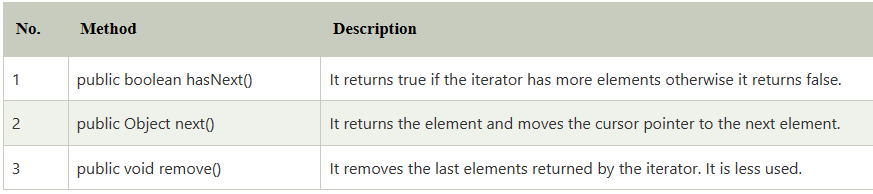 No. Method Description
1 public boolean hasNext() It returns true if the iterator has more elements otherwise it returns false.
2 public Object next() It returns the element and moves the cursor pointer to the next element.
3 public void remove() It removes the last elements returned by the iterator. It is less used.